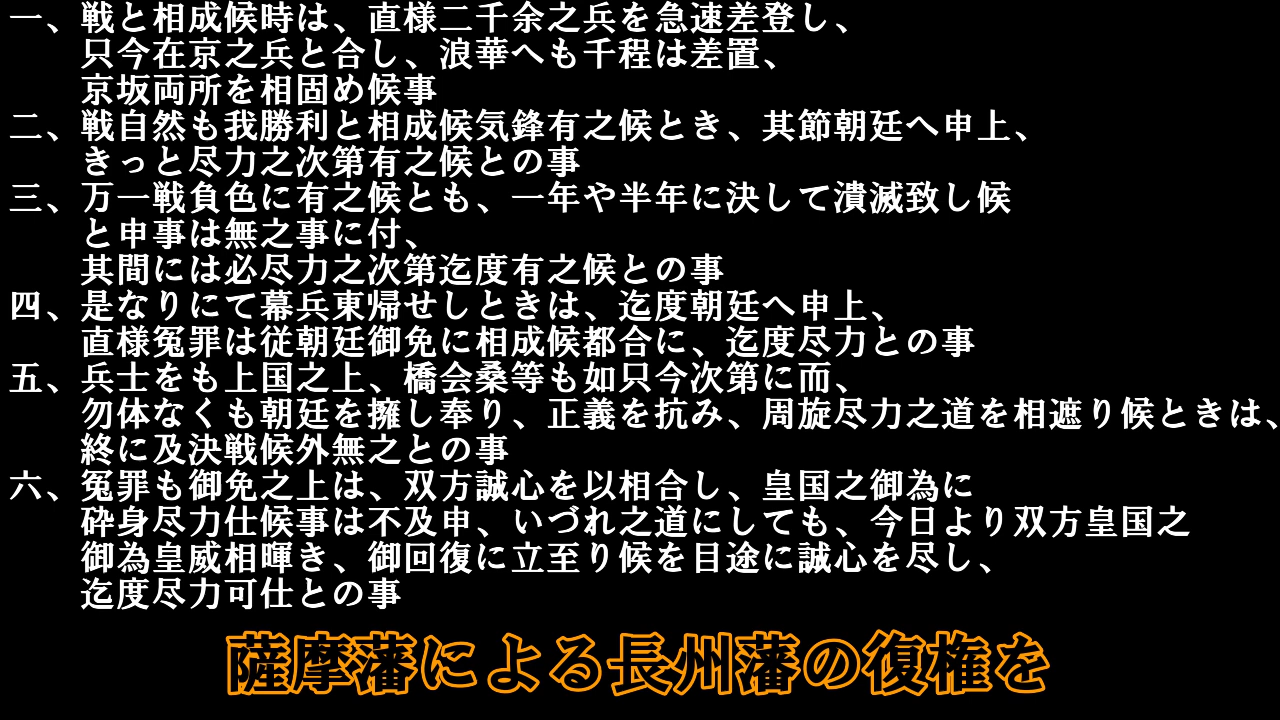 一、戦と相成候時は、直様二千余之兵を急速差登し、
只今在京之兵と合し、浪華へも千程は差置、
京坂両所を相固め候事
二、戦自然も我勝利と相成候気鋒有之候とき、其節朝廷へ申上、
きっと尽力之次第有之候との事
三、万一戦負色に有之候とも、一年や半年に決して潰滅致し候
と申事は無之事に付、
其間には必尽力之次第迄度有之候との事
四、是なりにて幕兵東帰せしときは、迄度朝廷へ申上、
直様冤罪は従朝廷御免に相成候都合に、迄度尽力との事
五、兵士をも上国之上、橋会桑等も如只今次第に而、
勿体なくも朝廷を擁し奉り、正義を抗み、周旋尽力之道を相遮り候ときは、
終に及決戦候外無之との事
六、冤罪も御免之上は、双方誠心を以相合し、皇国之御為に
砕身尽力仕候事は不及申、いづれ之道にしても、今日より双方皇国之
御為皇威相暉き、御回復に立至り候を目途に誠心を尽し、
迄度尽力可仕との事
薩摩藩による長州藩の復権を